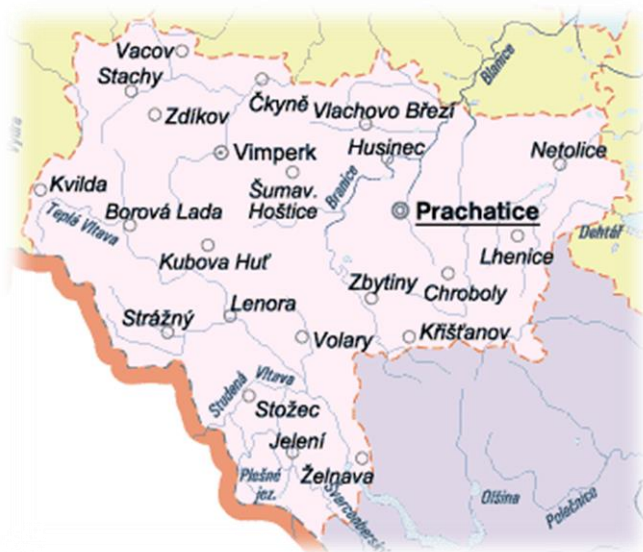 Vacov
Stachy
Čkyně
Zdíkov
Vlachovo Březí
Blanice
Husinec
Netolice
Vimperk
Šumav.
Hoštice
Branice
Kvilda
Prachatice
Borová Lada
Teplá Vltava
Dehtář
Kubova Huť
Lhenice
Zbytiny
Chroboly
Lenora
Strážný
Volary
Křišťanov
Studená Vltava
Stožec
Jelení
Plešné
jez.
Želnava
Olšina
Polečnice